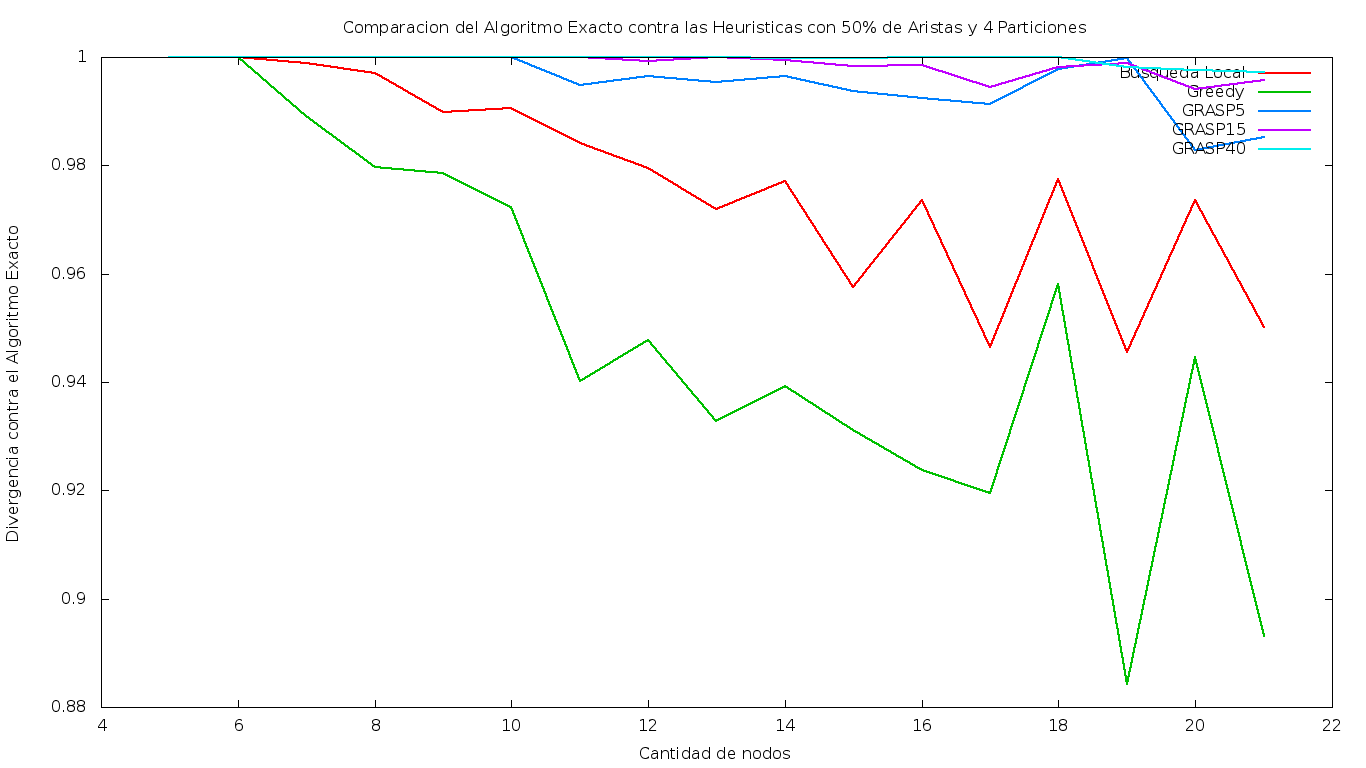 Comparacion del Algoritmo Exacto contra las Heuristicas con 50% de Aristas y 4 Particiones
Divergencia contra el Algoritmo Exacto
1
0.98
0.96
0.94
0.92
0.9
0.88
Busqueda Local
Greedy
GRASP5
GRASP15
GRASP40
4 6 8 10 12 14 16 18 20 22
Cantidad de nodos